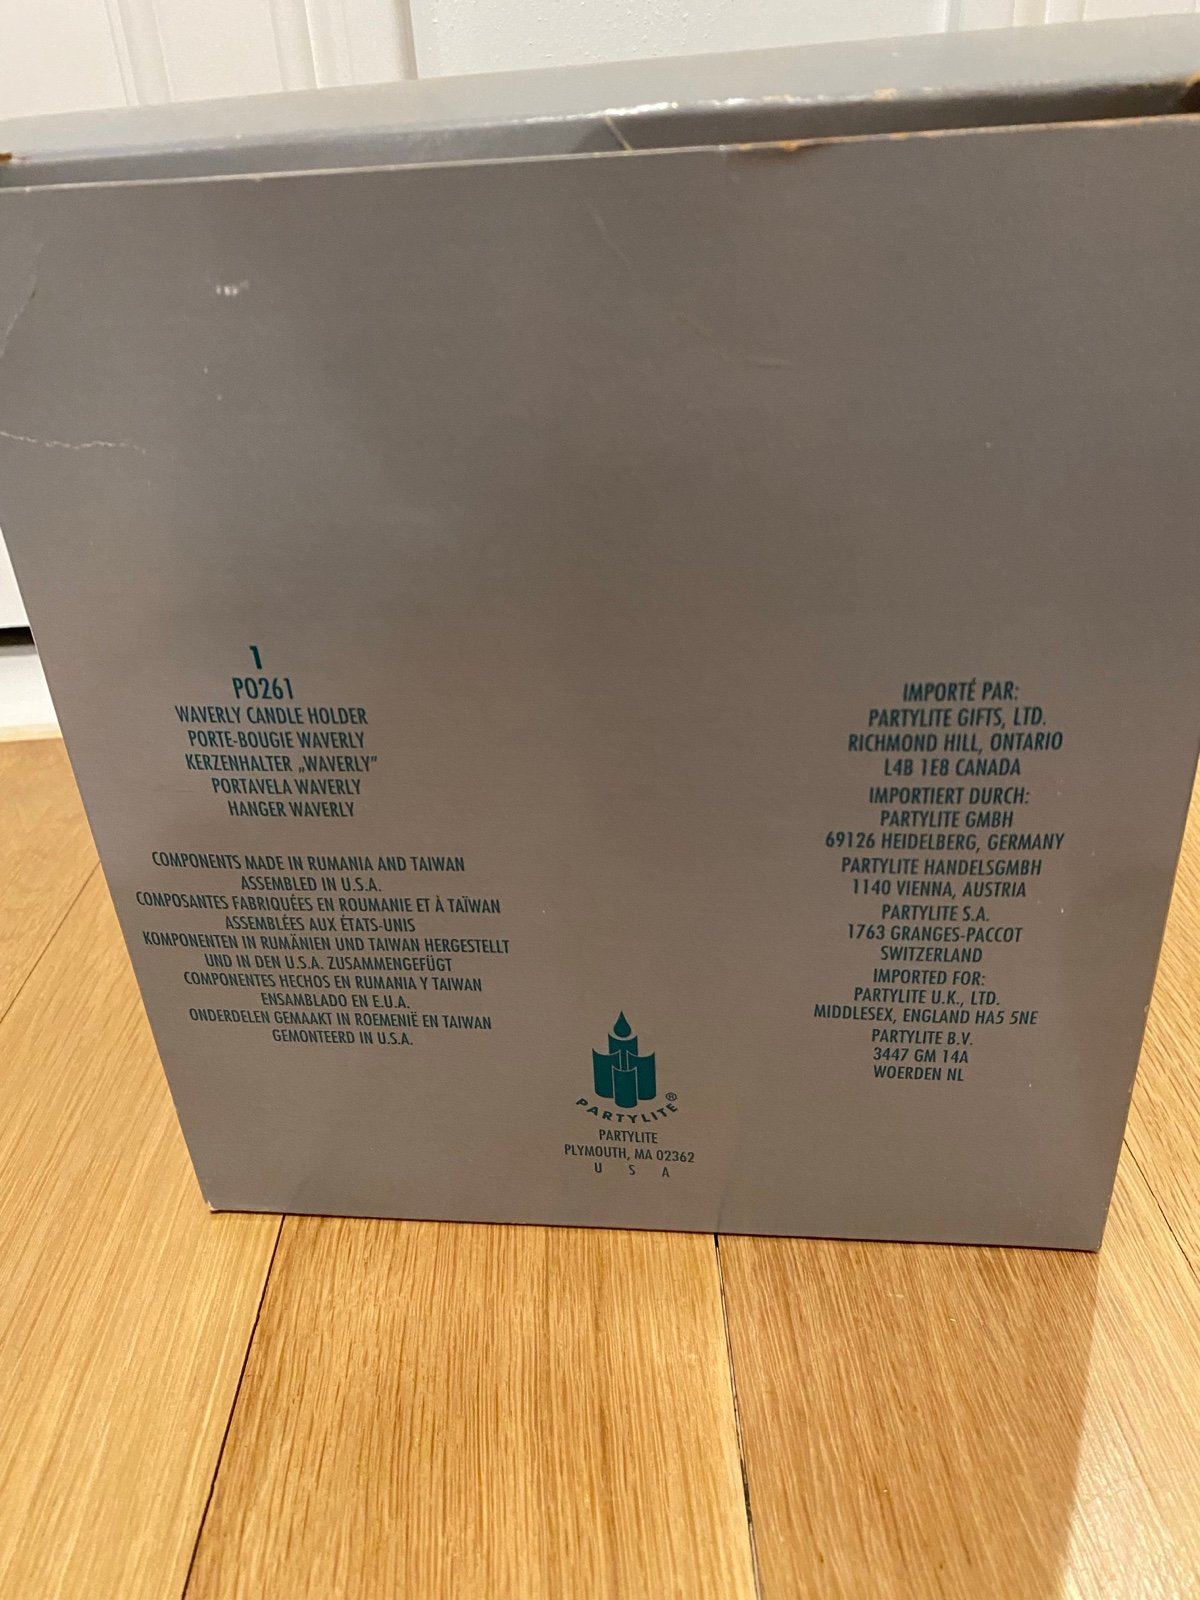 1
PO261
WAVERLY CANDLE HOLDER
PORTE-BOUGIE WAVERLY
KERZENHALTER „WAVERLY"
PORTAVELA WAVERLY
HANGER WAVERLY
COMPONENTS MADE IN RUMANIA AND TAIWAN
ASSEMBLED IN U.S.A.
COMPOSANTES FABRIQUÉES EN ROUMANIE ET À TAÏWAN
ASSEMBLÉES AUX ÉTATS-UNIS
KOMPONENTEN IN RUMÄNIEN UND TAIWAN HERGESTELLT
UND IN DEN U.S.A. ZUSAMMENGEFÜGT
COMPONENTES HECHOS EN RUMANIA Y TAIWAN
ENSAMBLADO EN E.U.A.
ONDERDELEN GEMAAKT IN ROEMENIË EN TAIWAN
GEMONTEERD IN U.S.A.
PARTYLITE®
PARTYLITE
PLYMOUTH, MA 02362
U S A
IMPORTÉ PAR:
PARTYLITE GIFTS, LTD.
RICHMOND HILL, ONTARIO
L4B 1E8 CANADA
IMPORTIERT DURCH:
PARTYLITE GMBH
69126 HEIDELBERG, GERMANY
PARTYLITE HANDELSGMBH
1140 VIENNA, AUSTRIA
PARTYLITE S.A.
1763 GRANGES-PACCOT
SWITZERLAND
IMPORTED FOR:
PARTYLITE U.K., LTD.
MIDDLESEX, ENGLAND HA5 5NE
PARTYLITE B.V.
3447 GM 14A
WOERDEN NL